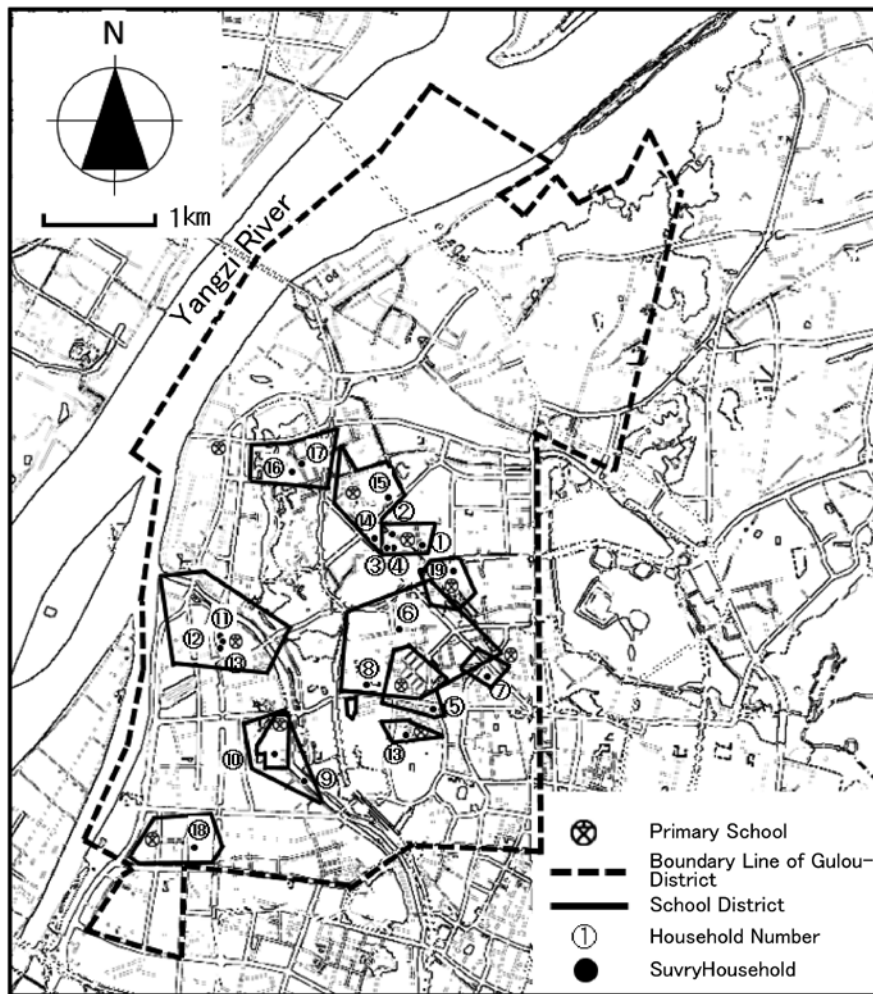 N
1km
Yangzi River
⑯
⑰
⑮
⑭
②
①
③
④
⑲
⑪
⑥
⑫
⑬
⑧
⑦
⑤
⑬
⑩
⑨
⑱
Primary School
Boundary Line of Gulou-
District
School District
① Household Number
SuvryHousehold